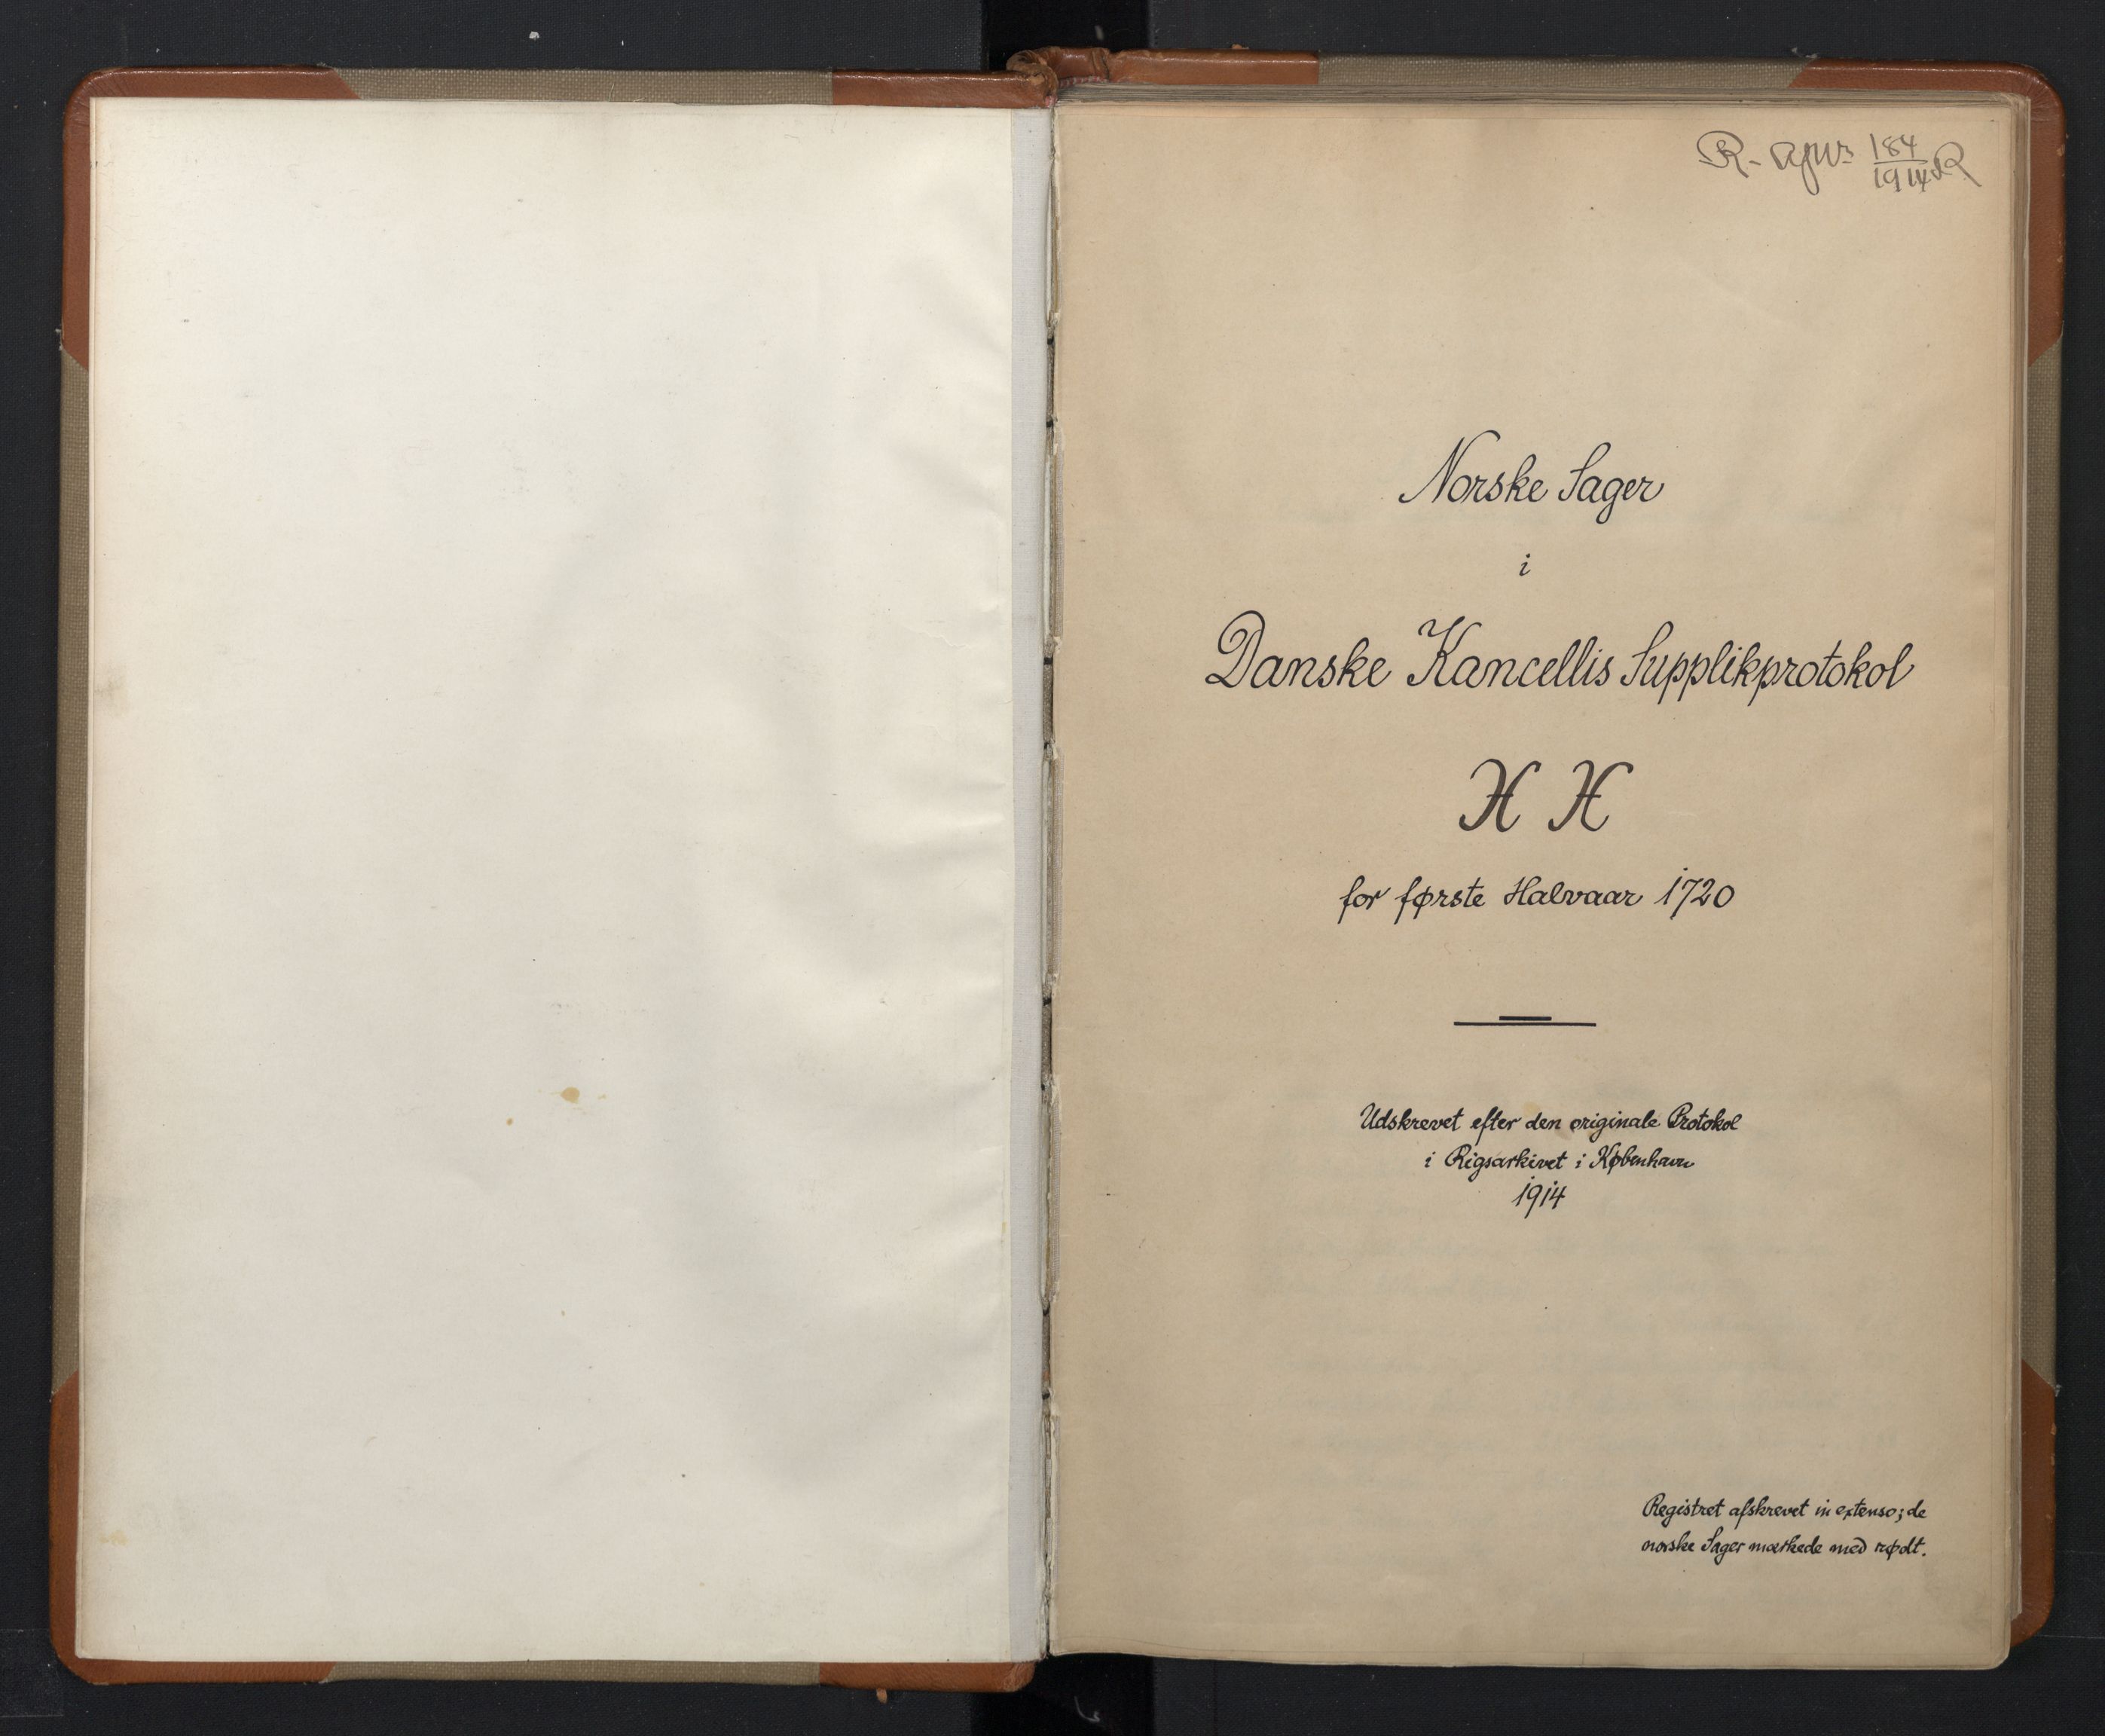 184
1914
Norske Sager
i
Danske Kancellis Supplikprotokol
H H
for første Halvaar 1720
Udskrevet efter den originale Protokol
i Rigsarkivet i København
1914
Registret afskrevet in extenso; de
norske Sager mærkede med rødt.